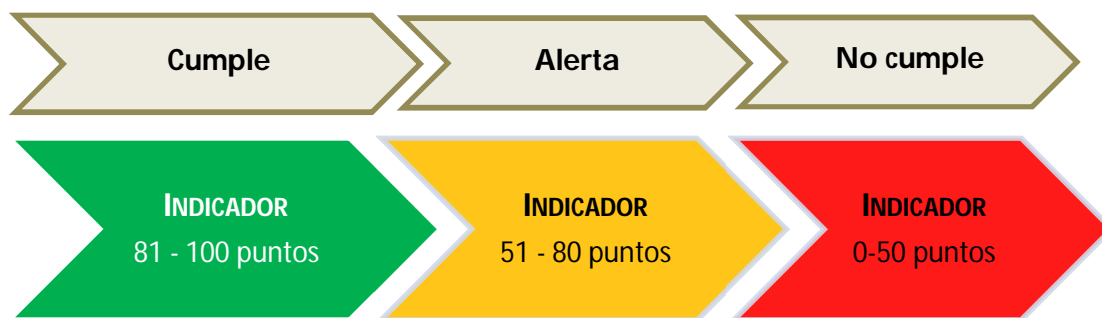 Cumple
Alerta
No cumple
INDICADOR
81 - 100 puntos
INDICADOR
51 - 80 puntos
INDICADOR
0-50 puntos